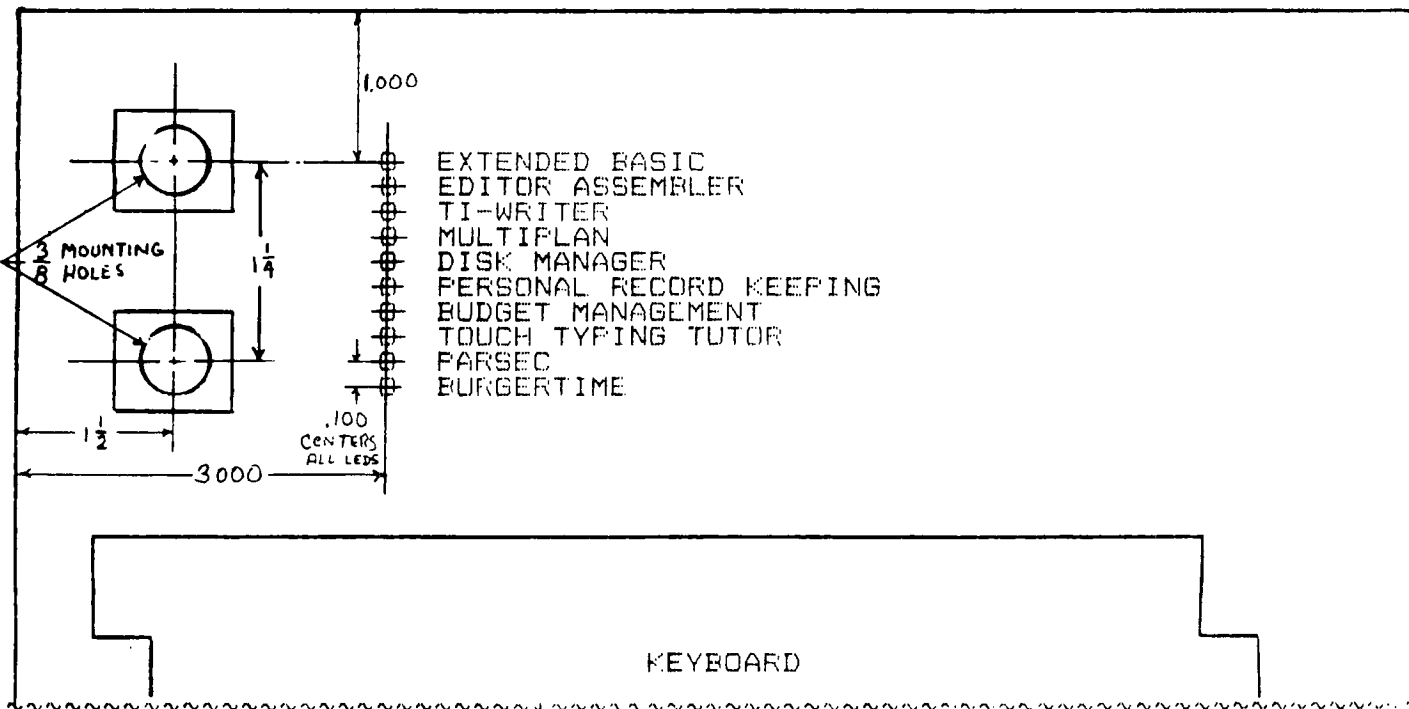 1.000
EXTENDED BASIC
EDITOR ASSEMBLER
TI-WRITER
MULTIPLAN
DISK MANAGER
PERSONAL RECORD KEEPING
BUDGET MANAGEMENT
TOUCH TYPING TUTOR
PARSEC
BURGERTIME
3/8 MOUNTING
HOLES
1 1/4
1 1/2
.100
CENTERS
ALL LEDS
3000
KEYBOARD